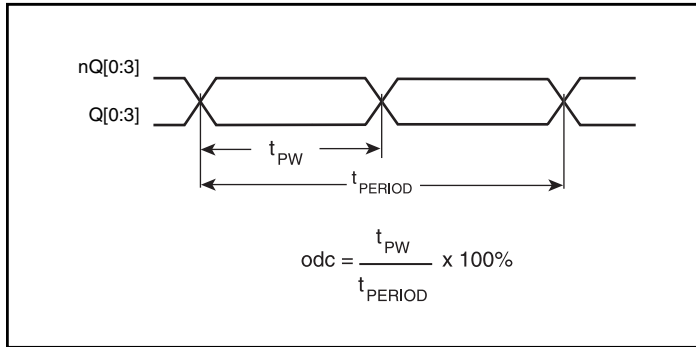 nQ[0:3]
Q[0:3]
tPW
tPERIOD
odc = tPW / tPERIOD x 100%